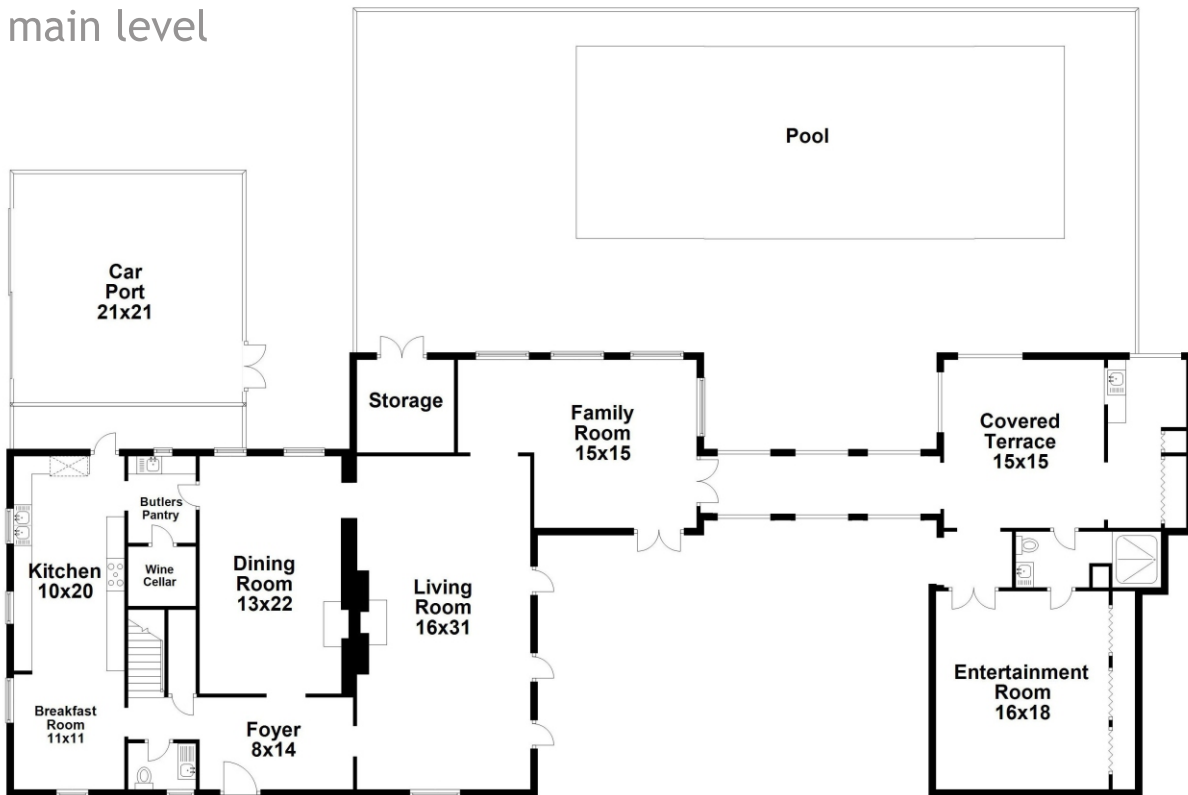 main level
Pool
Car
Port
21x21
Storage
Family
Room
15x15
Covered
Terrace
15x15
Butlers
Pantry
Kitchen
10x20
Wine
Cellar
Dining
Room
13x22
Living
Room
16x31
Entertainment
Room
16x18
Breakfast
Room
11x11
Foyer
8x14